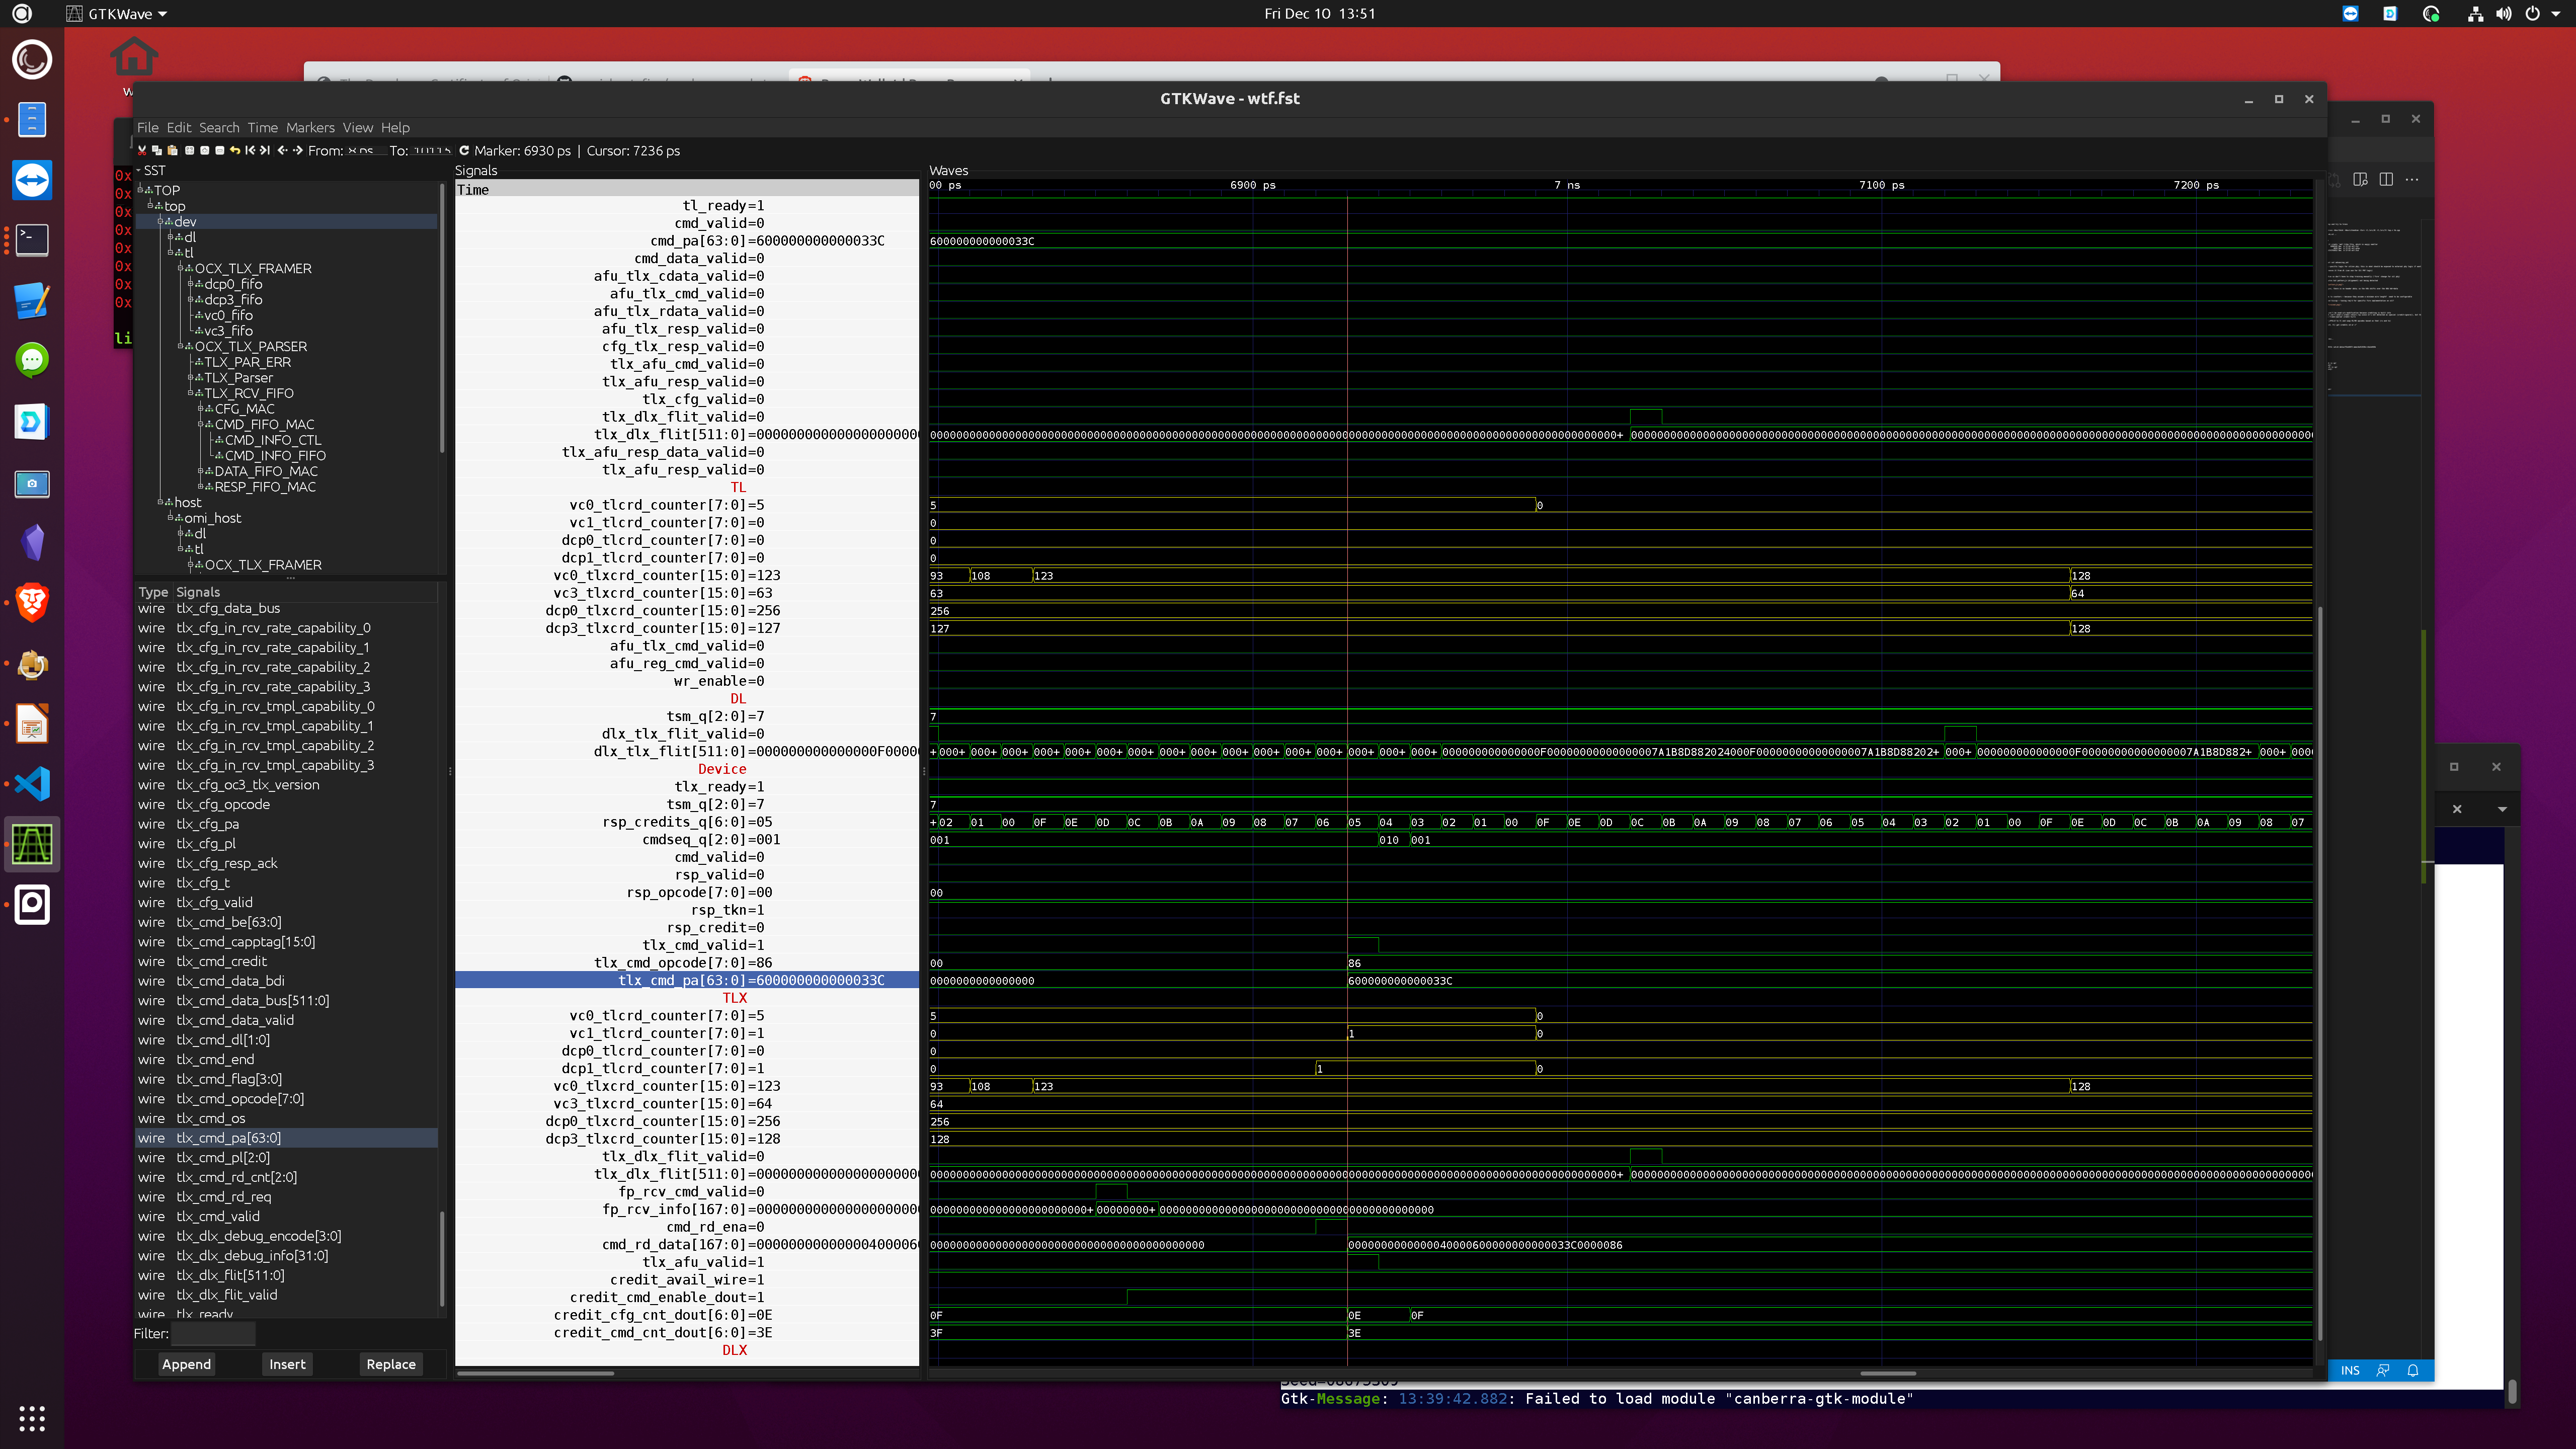 GTKWave
Fri Dec 10 13:51
GTKWave - wtf.fst
File Edit Search Time Markers View Help
From: To: Marker: 6930 ps | Cursor: 7236 ps
SST
TOP
top
dev
dl
tl
OCX_TLX_FRAMER
dcp0_fifo
dcp3_fifo
vc0_fifo
vc3_fifo
OCX_TLX_PARSER
TLX_PAR_ERR
TLX_Parser
TLX_RCV_FIFO
CFG_MAC
CMD_FIFO_MAC
CMD_INFO_CTL
CMD_INFO_FIFO
DATA_FIFO_MAC
RESP_FIFO_MAC
host
omi_host
dl
tl
OCX_TLX_FRAMER
Type Signals
wire tlx_cfg_data_bus
wire tlx_cfg_in_rcv_rate_capability_0
wire tlx_cfg_in_rcv_rate_capability_1
wire tlx_cfg_in_rcv_rate_capability_2
wire tlx_cfg_in_rcv_rate_capability_3
wire tlx_cfg_in_rcv_tmpl_capability_0
wire tlx_cfg_in_rcv_tmpl_capability_1
wire tlx_cfg_in_rcv_tmpl_capability_2
wire tlx_cfg_in_rcv_tmpl_capability_3
wire tlx_cfg_oc3_tlx_version
wire tlx_cfg_opcode
wire tlx_cfg_pa
wire tlx_cfg_pl
wire tlx_cfg_resp_ack
wire tlx_cfg_t
wire tlx_cfg_valid
wire tlx_cmd_be[63:0]
wire tlx_cmd_capptag[15:0]
wire tlx_cmd_credit
wire tlx_cmd_data_bdi
wire tlx_cmd_data_bus[511:0]
wire tlx_cmd_data_valid
wire tlx_cmd_dl[1:0]
wire tlx_cmd_end
wire tlx_cmd_flag[3:0]
wire tlx_cmd_opcode[7:0]
wire tlx_cmd_os
wire tlx_cmd_pa[63:0]
wire tlx_cmd_pl[2:0]
wire tlx_cmd_rd_cnt[2:0]
wire tlx_cmd_rd_req
wire tlx_cmd_valid
wire tlx_dlx_debug_encode[3:0]
wire tlx_dlx_debug_info[31:0]
wire tlx_dlx_flit[511:0]
wire tlx_dlx_flit_valid
wire tlx_ready
Filter:
Append Insert Replace
Signals
Time
tl_ready=1
cmd_valid=0
cmd_pa[63:0]=600000000000033C
cmd_data_valid=0
afu_tlx_cdata_valid=0
afu_tlx_cmd_valid=0
afu_tlx_rdata_valid=0
afu_tlx_resp_valid=0
cfg_tlx_resp_valid=0
tlx_afu_cmd_valid=0
tlx_afu_resp_valid=0
tlx_cfg_valid=0
tlx_dlx_flit_valid=0
tlx_dlx_flit[511:0]=00000000000000000000
tlx_afu_resp_data_valid=0
tlx_afu_resp_valid=0
TL
vc0_tlcrd_counter[7:0]=5
vc1_tlcrd_counter[7:0]=0
dcp0_tlcrd_counter[7:0]=0
dcp1_tlcrd_counter[7:0]=0
vc0_tlxcrd_counter[15:0]=123
vc3_tlxcrd_counter[15:0]=63
dcp0_tlxcrd_counter[15:0]=256
dcp3_tlxcrd_counter[15:0]=127
afu_tlx_cmd_valid=0
afu_reg_cmd_valid=0
wr_enable=0
DL
tsm_q[2:0]=7
dlx_tlx_flit_valid=0
dlx_tlx_flit[511:0]=000000000000000F0000
Device
tlx_ready=1
tsm_q[2:0]=7
rsp_credits_q[6:0]=05
cmdseq_q[2:0]=001
cmd_valid=0
rsp_valid=0
rsp_opcode[7:0]=00
rsp_tkn=1
rsp_credit=0
tlx_cmd_valid=1
tlx_cmd_opcode[7:0]=86
tlx_cmd_pa[63:0]=600000000000033C
TLX
vc0_tlcrd_counter[7:0]=5
vc1_tlcrd_counter[7:0]=1
dcp0_tlcrd_counter[7:0]=0
dcp1_tlcrd_counter[7:0]=1
vc0_tlxcrd_counter[15:0]=123
vc3_tlxcrd_counter[15:0]=64
dcp0_tlxcrd_counter[15:0]=256
dcp3_tlxcrd_counter[15:0]=128
tlx_dlx_flit_valid=0
tlx_dlx_flit[511:0]=00000000000000000000
fp_rcv_cmd_valid=0
fp_rcv_info[167:0]=00000000000000000000
cmd_rd_ena=0
cmd_rd_data[167:0]=0000000000000400006
tlx_afu_valid=1
credit_avail_wire=1
credit_cmd_enable_dout=1
credit_cfg_cnt_dout[6:0]=0E
credit_cmd_cnt_dout[6:0]=3E
DLX
Waves
00 ps 6900 ps 7 ns 7100 ps 7200 ps
600000000000033C
5 0
0
0
0
93 108 123 128
63 64
256
127 128
7
+ 000+ 000+ 000+ 000+ 000+ 000+ 000+ 000+ 000+ 000+ 000+ 000+ 000+ 000+ 000+ 000+ 000000000000000F00000000000000007A1B8D882024000F00000000000000007A1B8D88202+ 000+ 000000000000000F00000000000000007A1B8D882+ 000+ 0000
7
+ 02 01 00 0F 0E 0D 0C 0B 0A 09 08 07 06 05 04 03 02 01 00 0F 0E 0D 0C 0B 0A 09 08 07 06 05 04 03 02 01 00 0F 0E 0D 0C 0B 0A 09 08 07
001 010 001
00
00 86
0000000000000000 600000000000033C
5 0
0 1 0
0
0 1 0
93 108 123 128
64
256
128
0F 0E 0F
3F 3E
INS
Gtk-Message: 13:39:42.882: Failed to load module "canberra-gtk-module"